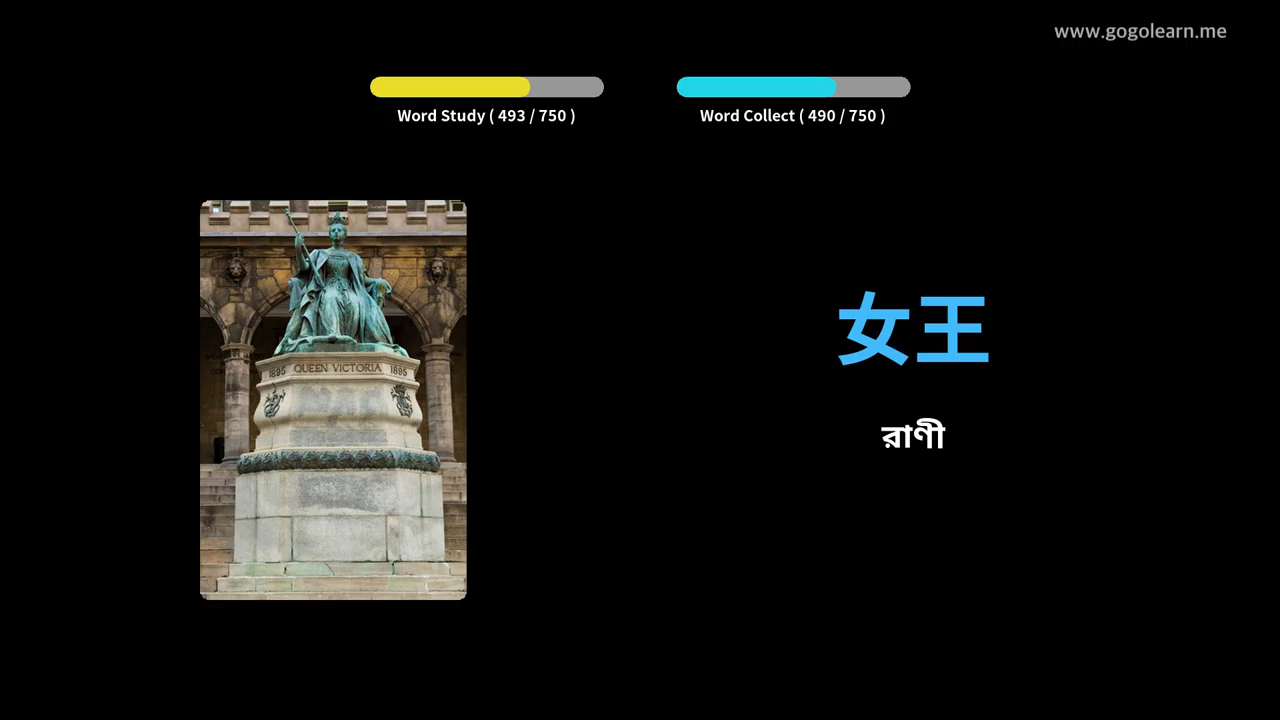 www.gogolearn.me
Word Study ( 493 / 750 )
Word Collect ( 490 / 750 )
1895 QUEEN VICTORIA 1895
女王
রাণী